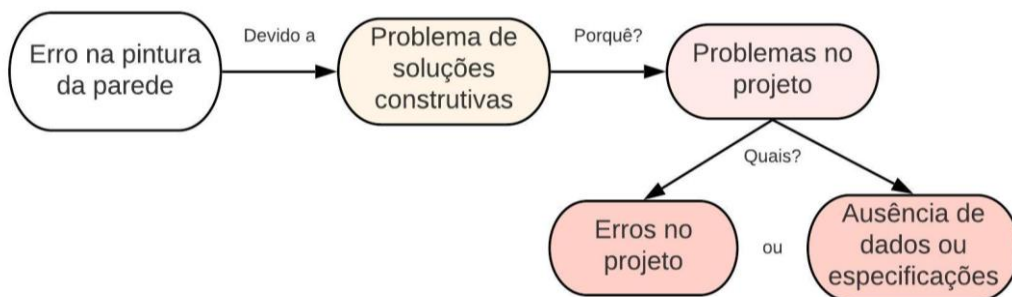 Erro na pintura
da parede
Devido a
Problema de
soluções
construtivas
Porquê?
Problemas no
projeto
Quais?
Erros no
projeto
ou
Ausência de
dados ou
especificações